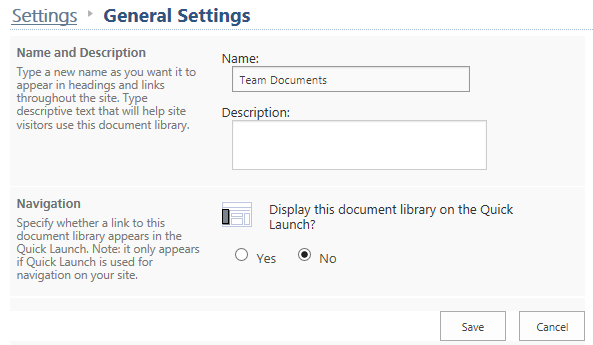 Settings ▸ General Settings
Name and Description
Type a new name as you want it to
appear in headings and links
throughout the site. Type
descriptive text that will help site
visitors use this document library.
Name:
Team Documents
Description:
Navigation
Specify whether a link to this
document library appears in the
Quick Launch. Note: it only appears
if Quick Launch is used for
navigation on your site.
Display this document library on the Quick
Launch?
Yes No
Save Cancel